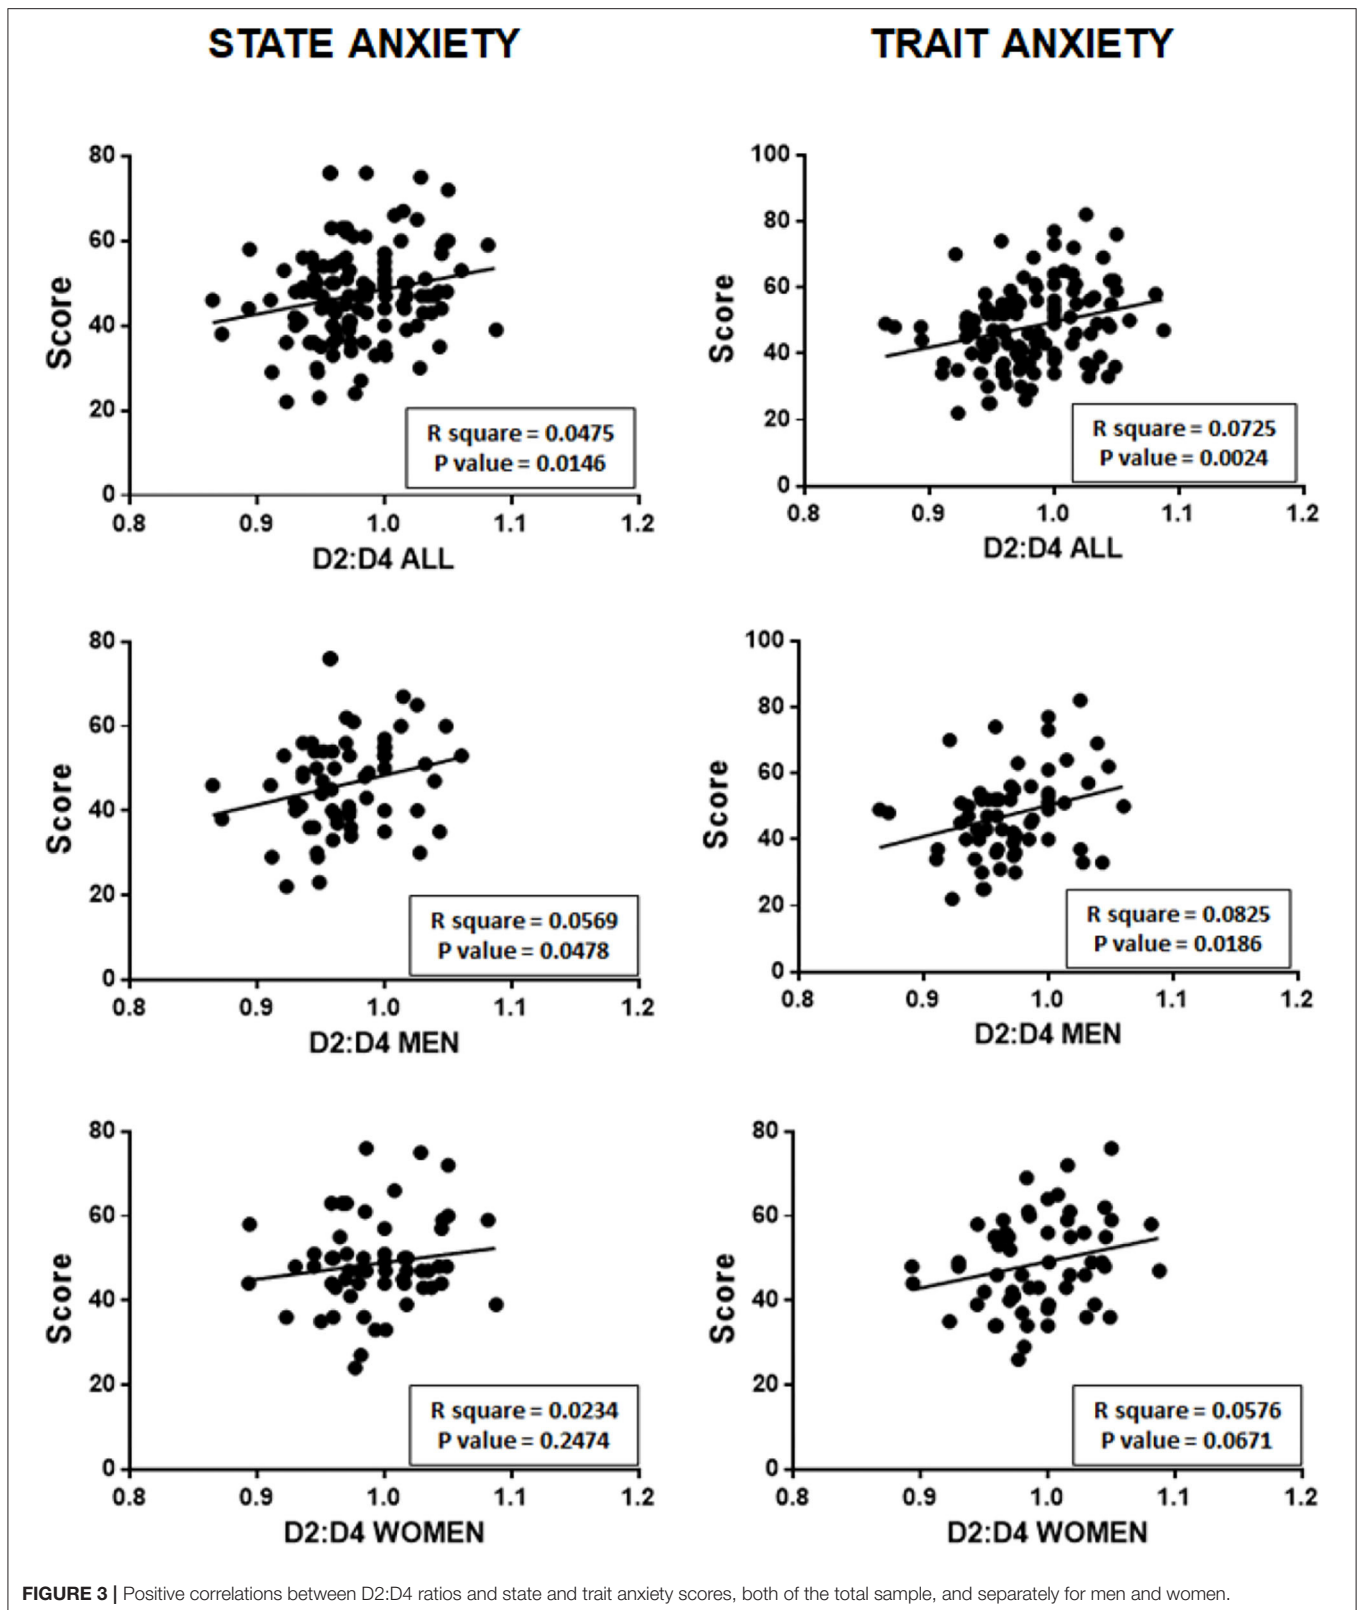 STATE ANXIETY
TRAIT ANXIETY
80
60
40
20
0
Score
0.8 0.9 1.0 1.1 1.2
D2:D4 ALL
R square = 0.0475
P value = 0.0146
100
80
60
40
20
0
Score
0.8 0.9 1.0 1.1 1.2
D2:D4 ALL
R square = 0.0725
P value = 0.0024
80
60
40
20
0
Score
0.8 0.9 1.0 1.1 1.2
D2:D4 MEN
R square = 0.0569
P value = 0.0478
100
80
60
40
20
0
Score
0.8 0.9 1.0 1.1 1.2
D2:D4 MEN
R square = 0.0825
P value = 0.0186
80
60
40
20
0
Score
0.8 0.9 1.0 1.1 1.2
D2:D4 WOMEN
R square = 0.0234
P value = 0.2474
80
60
40
20
0
Score
0.8 0.9 1.0 1.1 1.2
D2:D4 WOMEN
R square = 0.0576
P value = 0.0671
FIGURE 3 | Positive correlations between D2:D4 ratios and state and trait anxiety scores, both of the total sample, and separately for men and women.